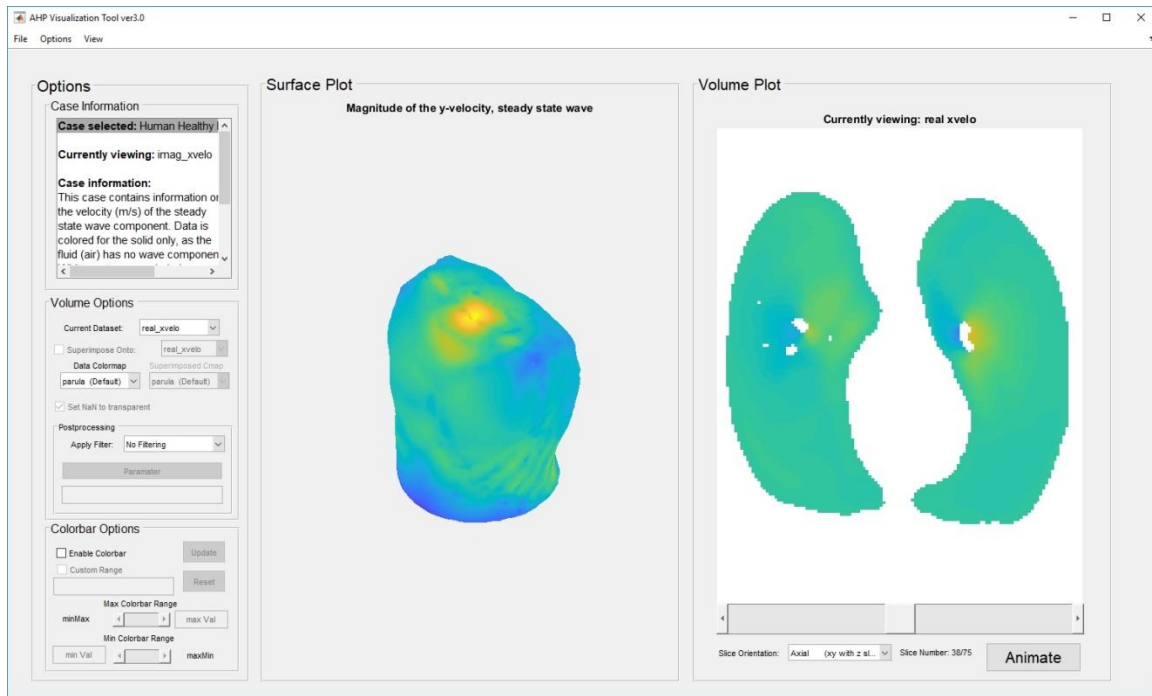 AHP Visualization Tool ver3.0
File Options View
Options
Case Information
Case selected: Human Healthy
Currently viewing: imag_xvelo
Case information:
This case contains information on
the velocity (m/s) of the steady
state wave component. Data is
colored for the solid only, as the
fluid (air) has no wave componen
Volume Options
Current Dataset: real_xvelo
Superimpose Onto: real_xvelo
Data Colormap Superimposed Cmap
parula (Default) parula (Default)
Set NaN to transparent
Postprocessing
Apply Filter: No Filtering
Paramater
Colorbar Options
Enable Colorbar Update
Custom Range
Reset
Max Colorbar Range
minMax max Val
Min Colorbar Range
min Val maxMin
Surface Plot
Magnitude of the y-velocity, steady state wave
Volume Plot
Currently viewing: real xvelo
Slice Orientation: Axial (xy with z sl... Slice Number: 38/75 Animate